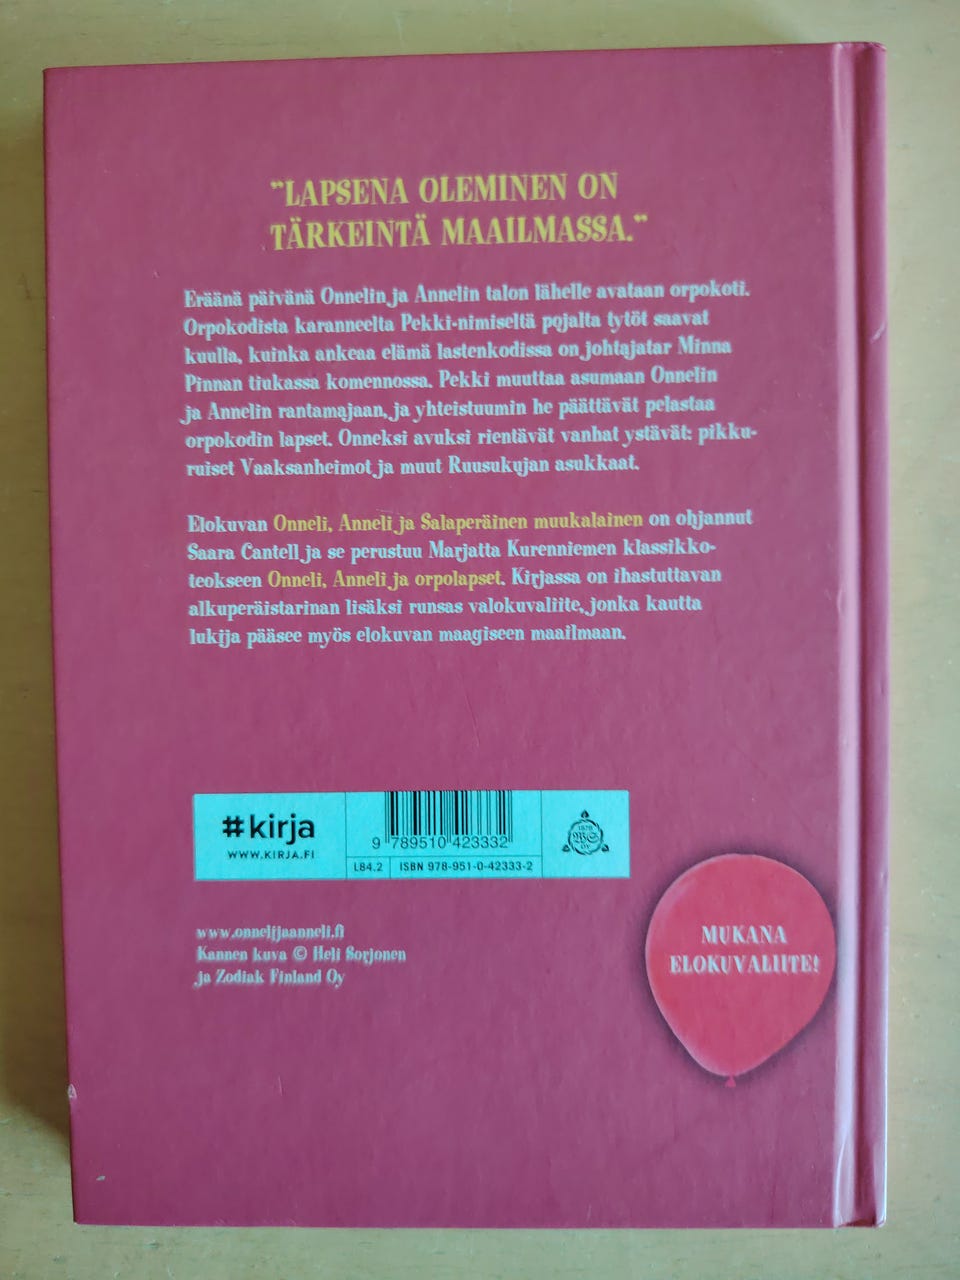 "LAPSENA OLEMINEN ON
TÄRKEINTÄ MAAILMASSA."
Eräänä päivänä Onnelin ja Annelin talon lähelle avataan orpokoti.
Orpokodista karanneelta Pekki-nimiseltä pojalta tytöt saavat
kuulla, kuinka ankeaa elämä lastenkodissa on johtajatar Minna
Pinnan tiukassa komennossa. Pekki muuttaa asumaan Onnelin
ja Annelin rantamajaan, ja yhteistuumin he päättävät pelastaa
orpokodin lapset. Onneksi avuksi rientävät vanhat ystävät: pikku-
ruiset Vaaksanheimot ja muut Ruusukujan asukkaat.
Elokuvan Onneli, Anneli ja Salaperäinen muukalainen on ohjannut
Saara Cantell ja se perustuu Marjatta Kurenniemen klassikko-
teokseen Onneli, Anneli ja orpolapset. Kirjassa on ihastuttavan
alkuperäistarinan lisäksi runsas valokuvaliite, jonka kautta
lukija pääsee myös elokuvan maagiseen maailmaan.
#kirja
WWW.KIRJA.FI
9 789510 423332
L84.2 ISBN 978-951-0-42333-2
1878
WS
OY
www.onnelijaanneli.fi
Kannen kuva © Heli Sorjonen
ja Zodiak Finland Oy
MUKANA
ELOKUVALIITE!